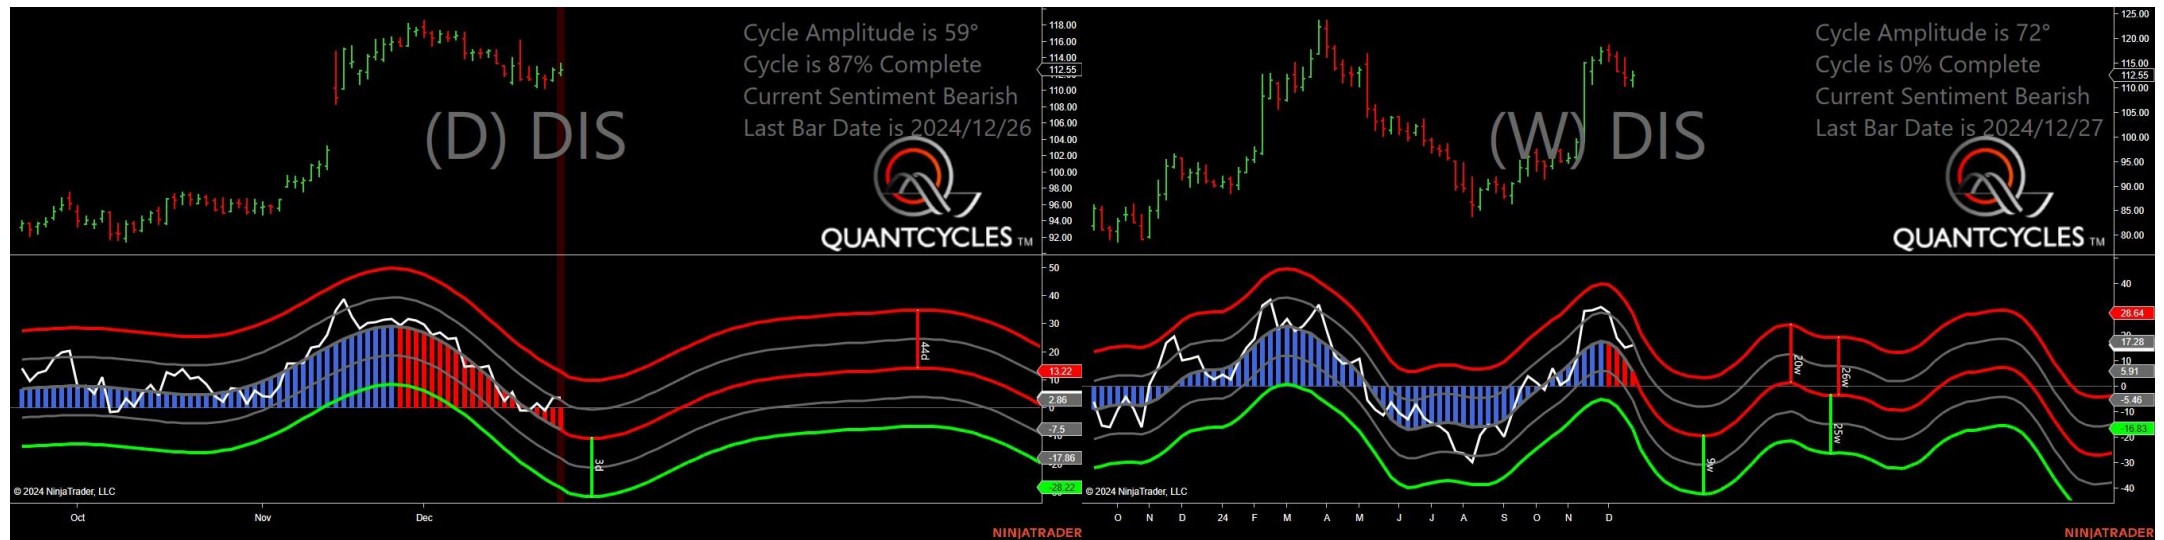 Cycle Amplitude is 59°
Cycle is 87% Complete
Current Sentiment Bearish
Last Bar Date is 2024/12/26
(D) DIS
QUANTCYCLES TM
118.00
116.00
114.00
112.55
110.00
108.00
106.00
104.00
102.00
100.00
98.00
96.00
94.00
92.00
50
40
30
20
13.22
10
2.86
0
-7.5
-17.86
-28.22
44d
3d
© 2024 NinjaTrader, LLC
Oct Nov Dec
NINJATRADER
Cycle Amplitude is 72°
Cycle is 0% Complete
Current Sentiment Bearish
Last Bar Date is 2024/12/27
(W) DIS
QUANTCYCLES TM
125.00
120.00
115.00
112.55
110.00
105.00
100.00
95.00
90.00
85.00
80.00
40
28.64
17.28
10
5.91
0
-5.46
-10
-16.83
-20
-30
-40
20w
26w
25w
9w
© 2024 NinjaTrader, LLC
O N D 24 F M A M J J A S O N D
NINJATRADER